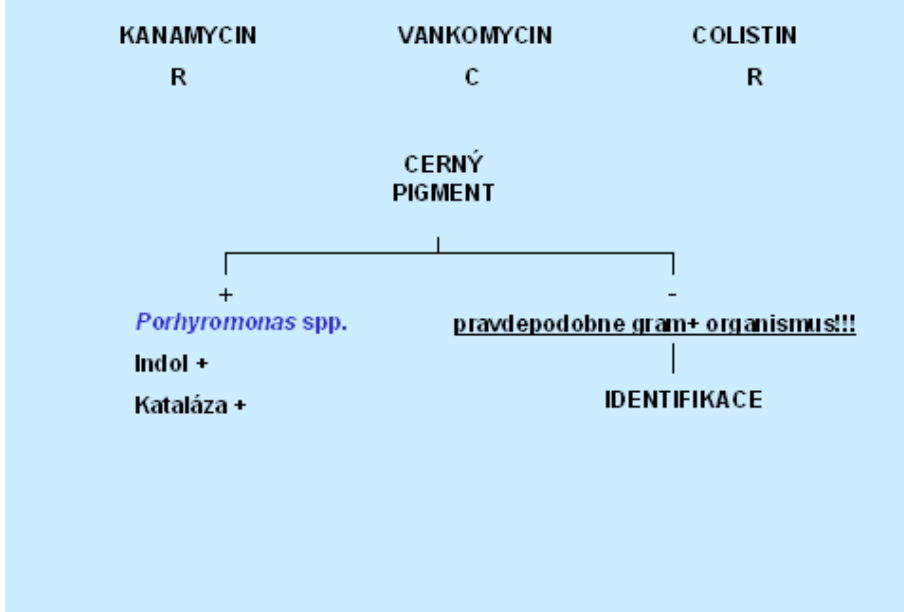 KANAMYCIN VANKOMYCIN COLISTIN
R C R
CERNÝ
PIGMENT
+ -
Porhyromonas spp. pravdepodobne gram+ organismus!!!
Indol +
Kataláza + IDENTIFIKACE